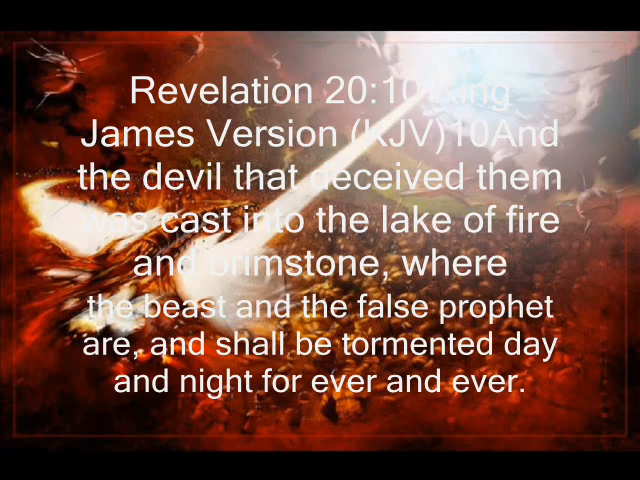 Revelation 20:10 King
James Version (KJV)10And
the devil that deceived them
was cast into the lake of fire
and brimstone, where
the beast and the false prophet
are, and shall be tormented day
and night for ever and ever.